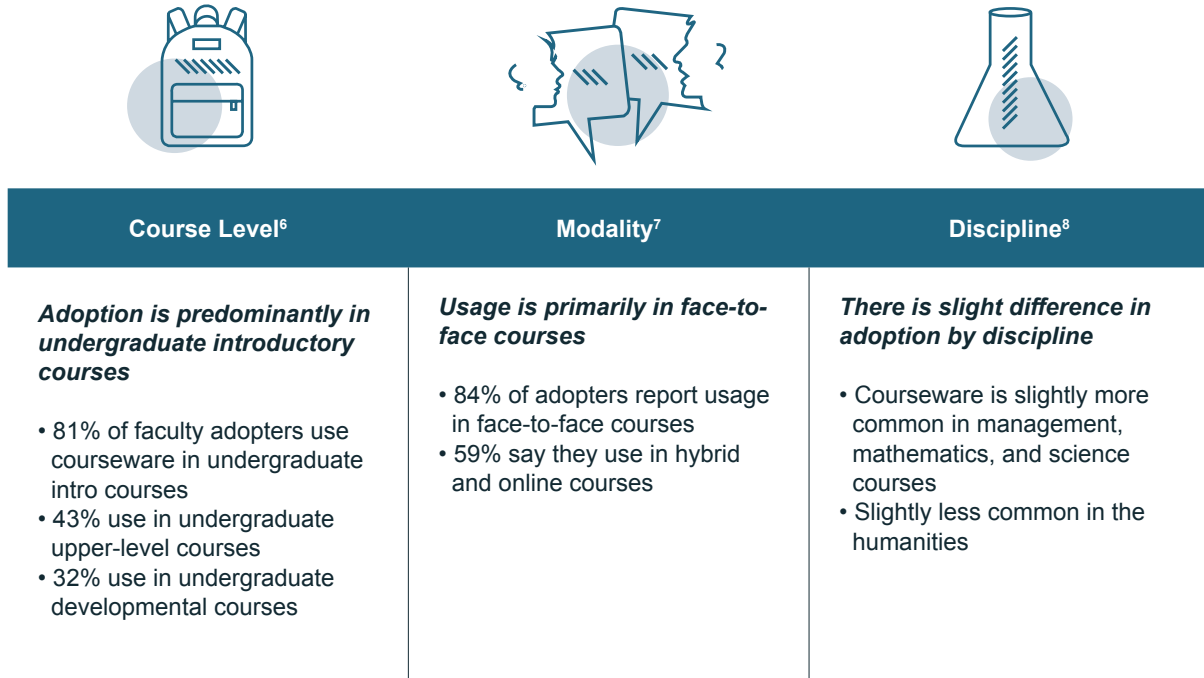 Course Level⁶
Adoption is predominantly in
undergraduate introductory
courses
• 81% of faculty adopters use
courseware in undergraduate
intro courses
• 43% use in undergraduate
upper-level courses
• 32% use in undergraduate
developmental courses
Modality⁷
Usage is primarily in face-to-
face courses
• 84% of adopters report usage
in face-to-face courses
• 59% say they use in hybrid
and online courses
Discipline⁸
There is slight difference in
adoption by discipline
• Courseware is slightly more
common in management,
mathematics, and science
courses
• Slightly less common in the
humanities